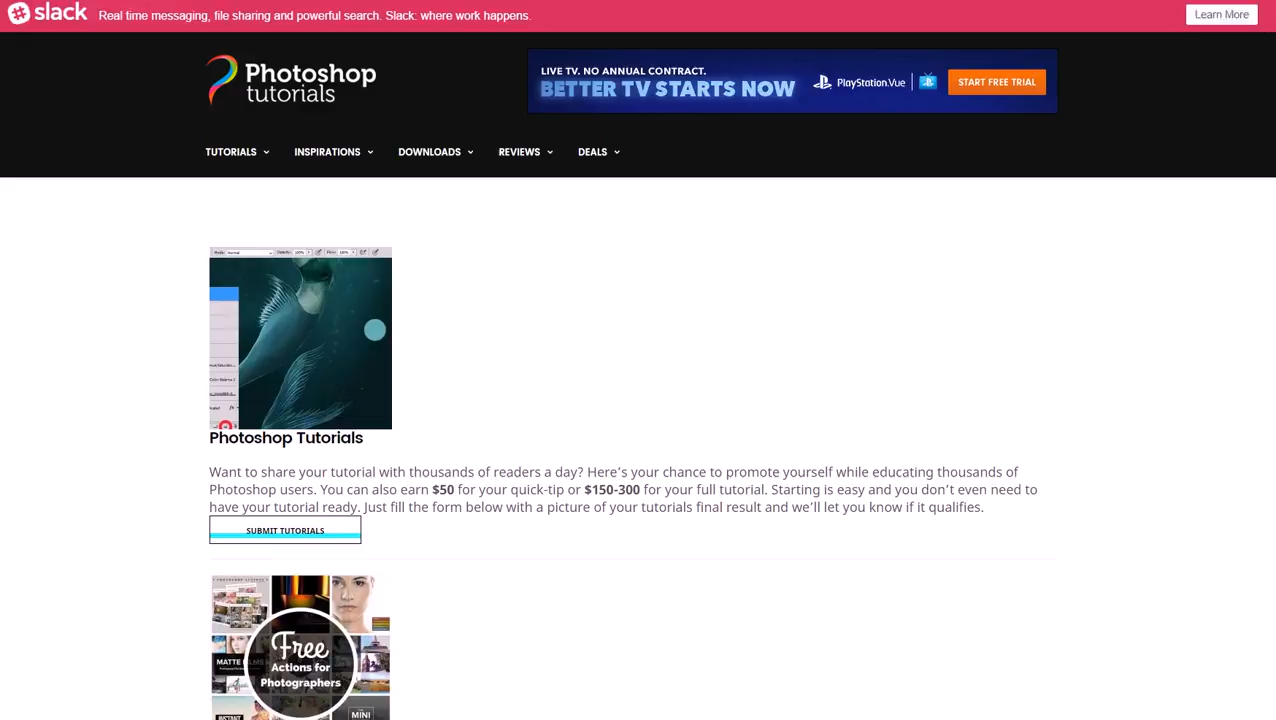 slack Real time messaging, file sharing and powerful search. Slack: where work happens. Learn More
Photoshop
tutorials
LIVE TV. NO ANNUAL CONTRACT.
BETTER TV STARTS NOW
PlayStation.Vue
START FREE TRIAL
TUTORIALS INSPIRATIONS DOWNLOADS REVIEWS DEALS
Photoshop Tutorials
Want to share your tutorial with thousands of readers a day? Here's your chance to promote yourself while educating thousands of
Photoshop users. You can also earn $50 for your quick-tip or $150-300 for your full tutorial. Starting is easy and you don't even need to
have your tutorial ready. Just fill the form below with a picture of your tutorials final result and we'll let you know if it qualifies.
SUBMIT TUTORIALS
Free
Actions for
Photographers
THE
MINI